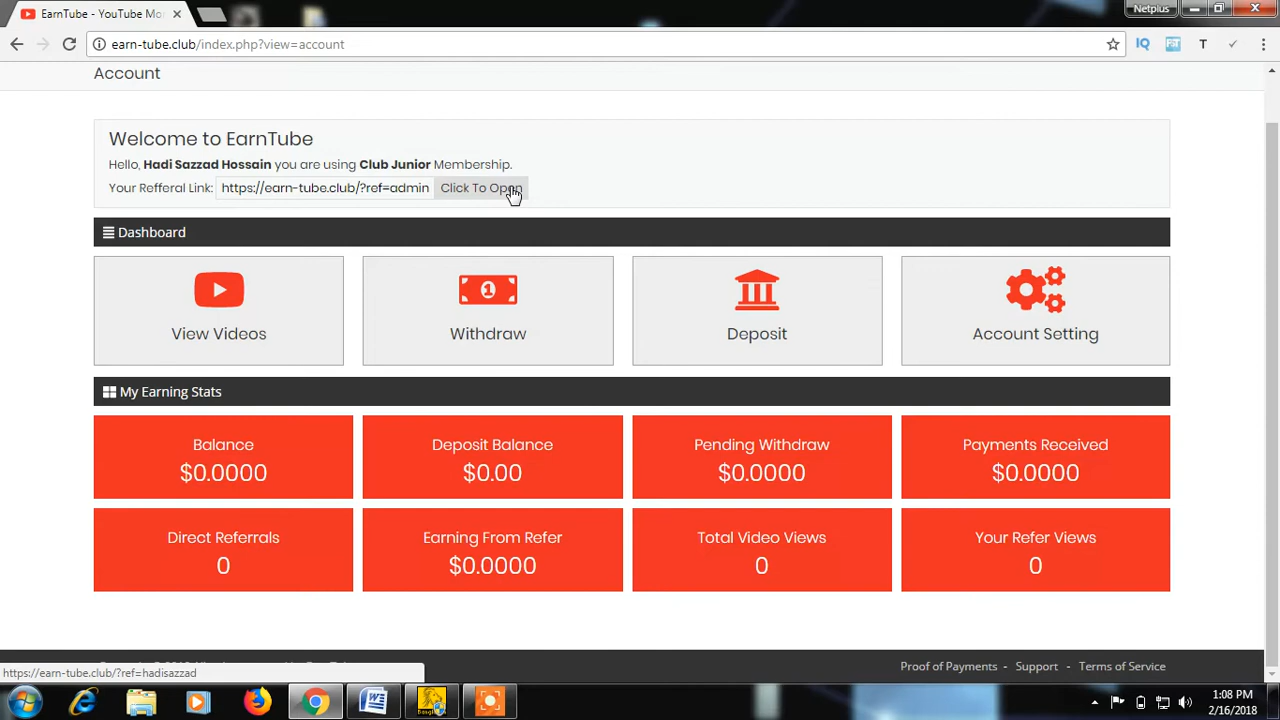 EarnTube - YouTube Mo
Netplus
earn-tube.club/index.php?view=account
IQ
T
Account
Welcome to EarnTube
Hello, Hadi Sazzad Hossain you are using Club Junior Membership.
Your Refferal Link: https://earn-tube.club/?ref=admin Click To Open
Dashboard
View Videos
1
Withdraw
Deposit
Account Setting
My Earning Stats
Balance
$0.0000
Deposit Balance
$0.00
Pending Withdraw
$0.0000
Payments Received
$0.0000
Direct Referrals
0
Earning From Refer
$0.0000
Total Video Views
0
Your Refer Views
0
https://earn-tube.club/?ref=hadisazzad
Proof of Payments - Support - Terms of Service
1:08 PM
2/16/2018